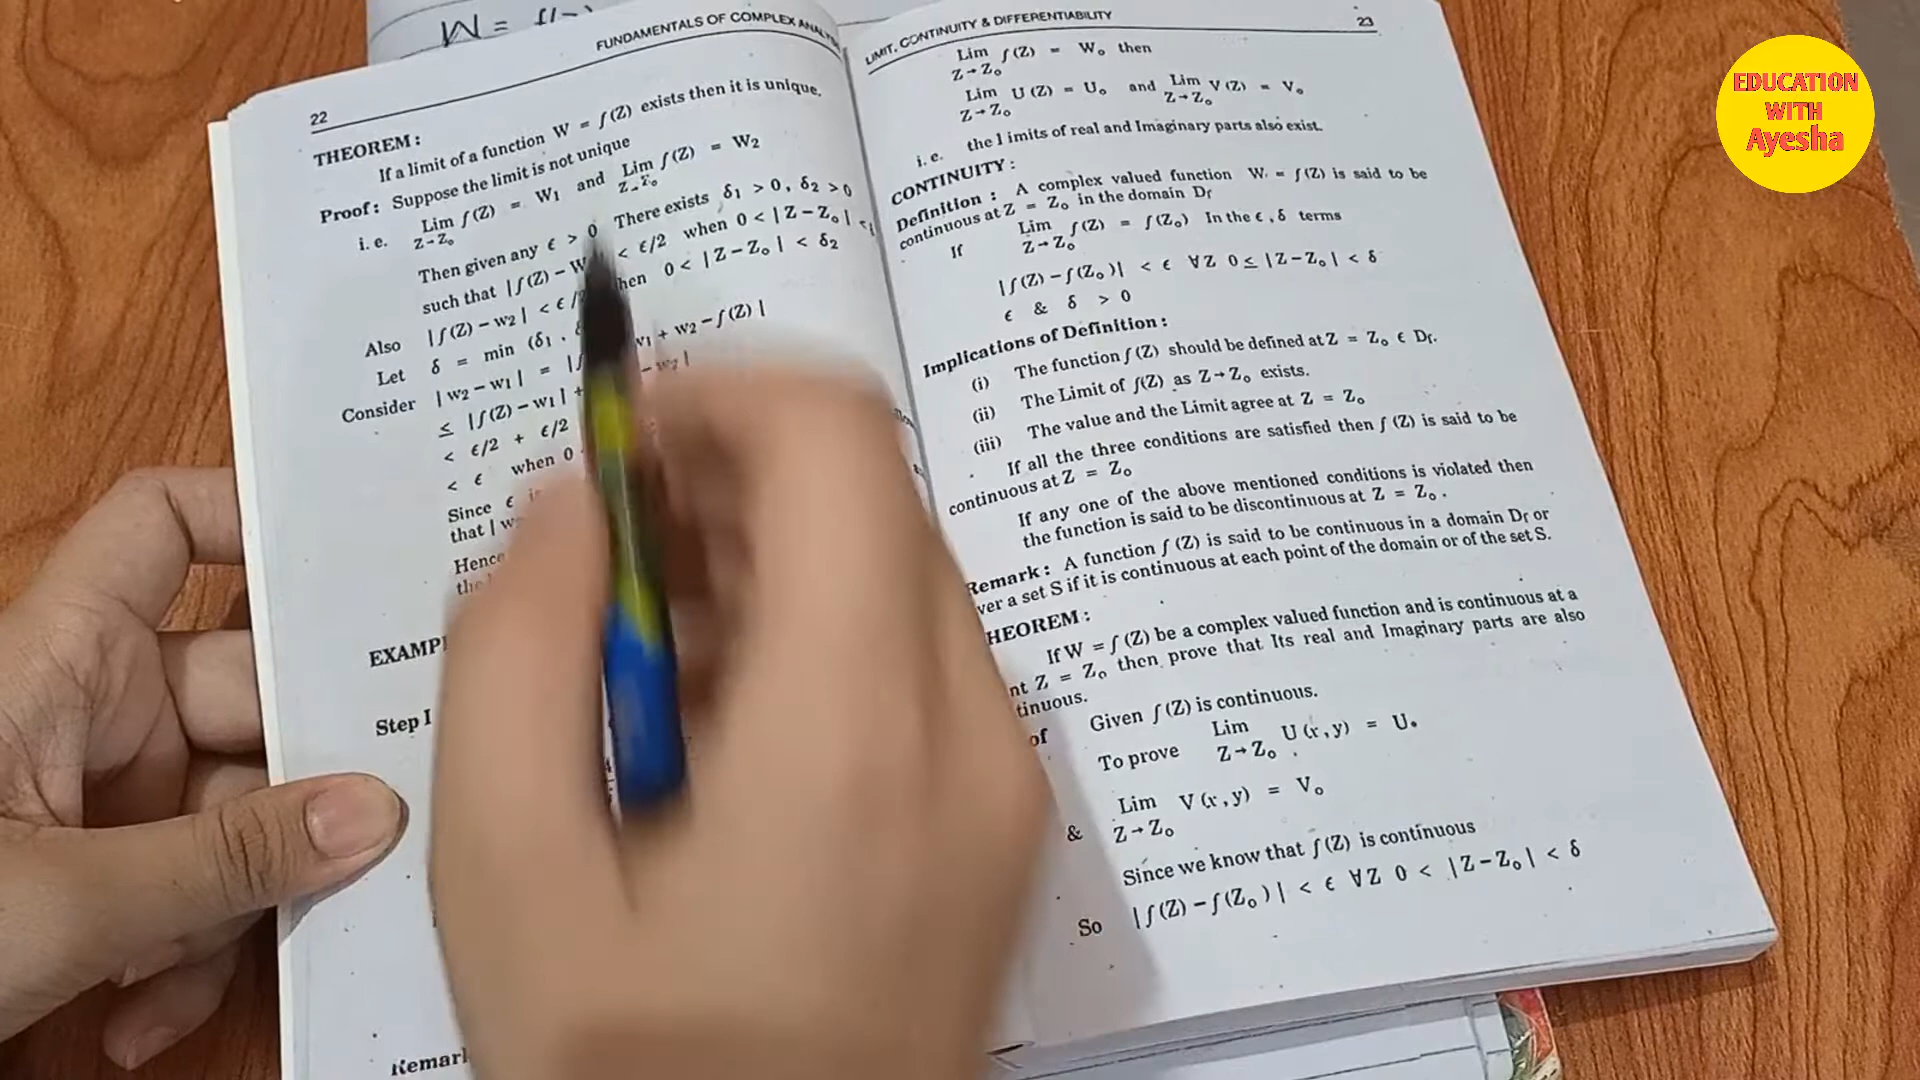 W =
FUNDAMENTALS OF COMPLEX
22
THEOREM :
If a limit of a function W = f(Z) exists then it is unique.
Proof : Suppose the limit is not unique
i. e. Lim f(Z) = W₁ and Lim f(Z) = W₂
Z→Z₀ Z→Z₀
Then given any ϵ > 0 There exists δ₁ > 0 , δ₂ > 0
such that | f(Z) − W < ϵ/2 when 0 < | Z − Z₀ | <
Also | f(Z) − w₂ | < ϵ / hen 0 < | Z − Z₀ | < δ₂
Let δ = min (δ₁ ,
Consider | w₂ − w₁ | = | w₁ + w₂ − f(Z) |
≤ | f(Z) − w₁ | + − w₂ |
< ϵ/2 + ϵ/2
< ϵ when 0
Since ϵ
that | w
Hence
the
EXAMP
Step I
Remark
LIMIT, CONTINUITY & DIFFERENTIABILITY 23
Lim f(Z) = W₀ then
Z→Z₀
Lim U (Z) = U₀ and Lim V (Z) = V₀
Z→Z₀ Z→Z₀
i. e. the l imits of real and Imaginary parts also exist.
CONTINUITY :
Definition : A complex valued function W = f(Z) is said to be
continuous at Z = Z₀ in the domain Df
If Lim f(Z) = f(Z₀) In the ϵ , δ terms
Z→Z₀
| f(Z) − f(Z₀ ) | < ϵ ∀ Z 0 ≤ | Z − Z₀ | < δ
ϵ & δ > 0
Implications of Definition :
(i) The function f (Z) should be defined at Z = Z₀ ϵ Df.
(ii) The Limit of f(Z) as Z→Z₀ exists.
(iii) The value and the Limit agree at Z = Z₀
If all the three conditions are satisfied then f (Z) is said to be
continuous at Z = Z₀
If any one of the above mentioned conditions is violated then
the function is said to be discontinuous at Z = Z₀ .
Remark : A function f (Z) is said to be continuous in a domain Df or
ver a set S if it is continuous at each point of the domain or of the set S.
HEOREM :
If W = f (Z) be a complex valued function and is continuous at a
nt Z = Z₀ then prove that Its real and Imaginary parts are also
tinuous.
of Given f (Z) is continuous.
To prove Lim U (x , y) = U₀
Z→Z₀
& Lim V (x , y) = V₀
Z→Z₀
Since we know that f (Z) is continuous
So | f (Z) − f (Z₀ ) | < ϵ ∀ Z 0 < | Z − Z₀ | < δ
EDUCATION
WITH
Ayesha